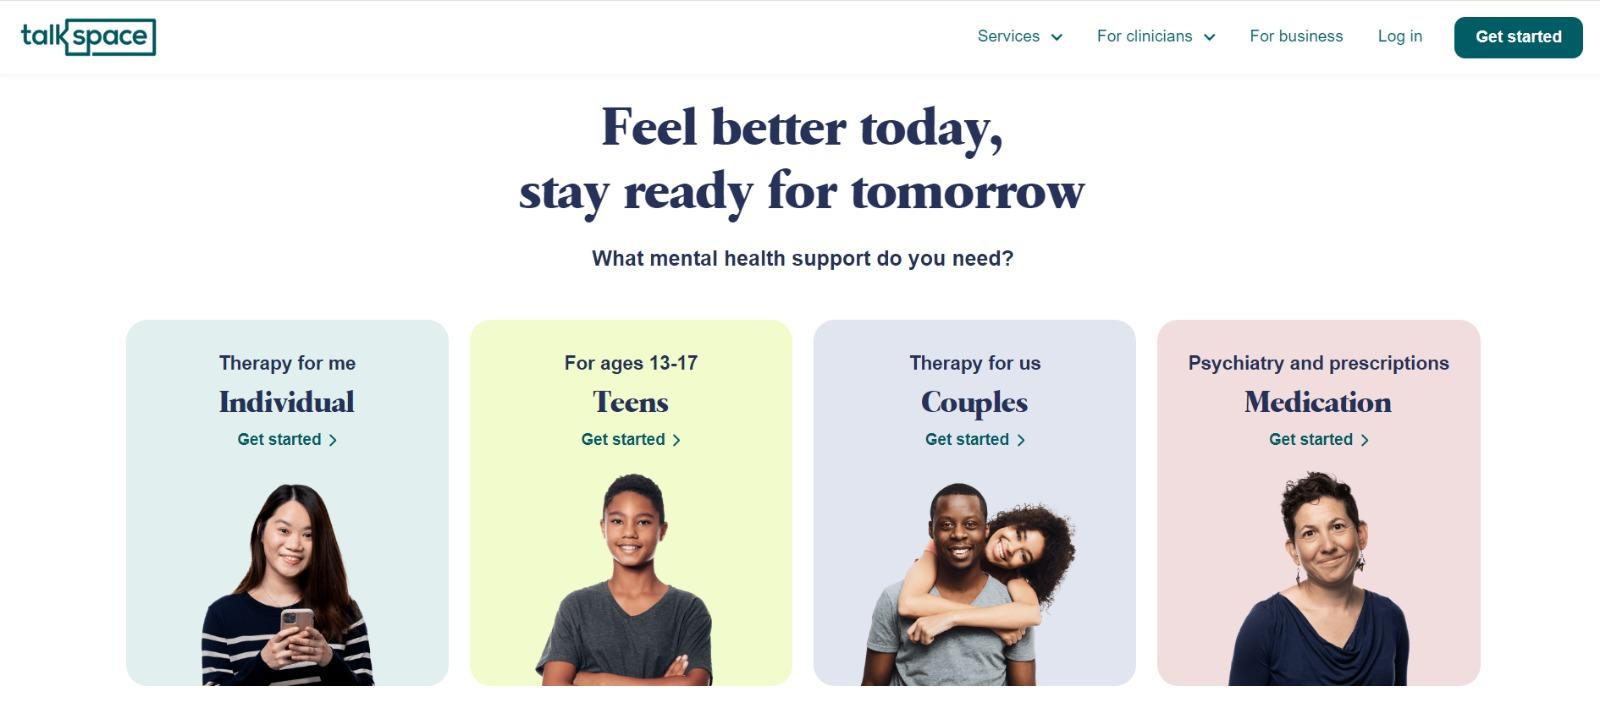 talkspace
Services
For clinicians
For business
Log in
Get started
Feel better today,
stay ready for tomorrow
What mental health support do you need?
Therapy for me
Individual
Get started
For ages 13-17
Teens
Get started
Therapy for us
Couples
Get started
Psychiatry and prescriptions
Medication
Get started